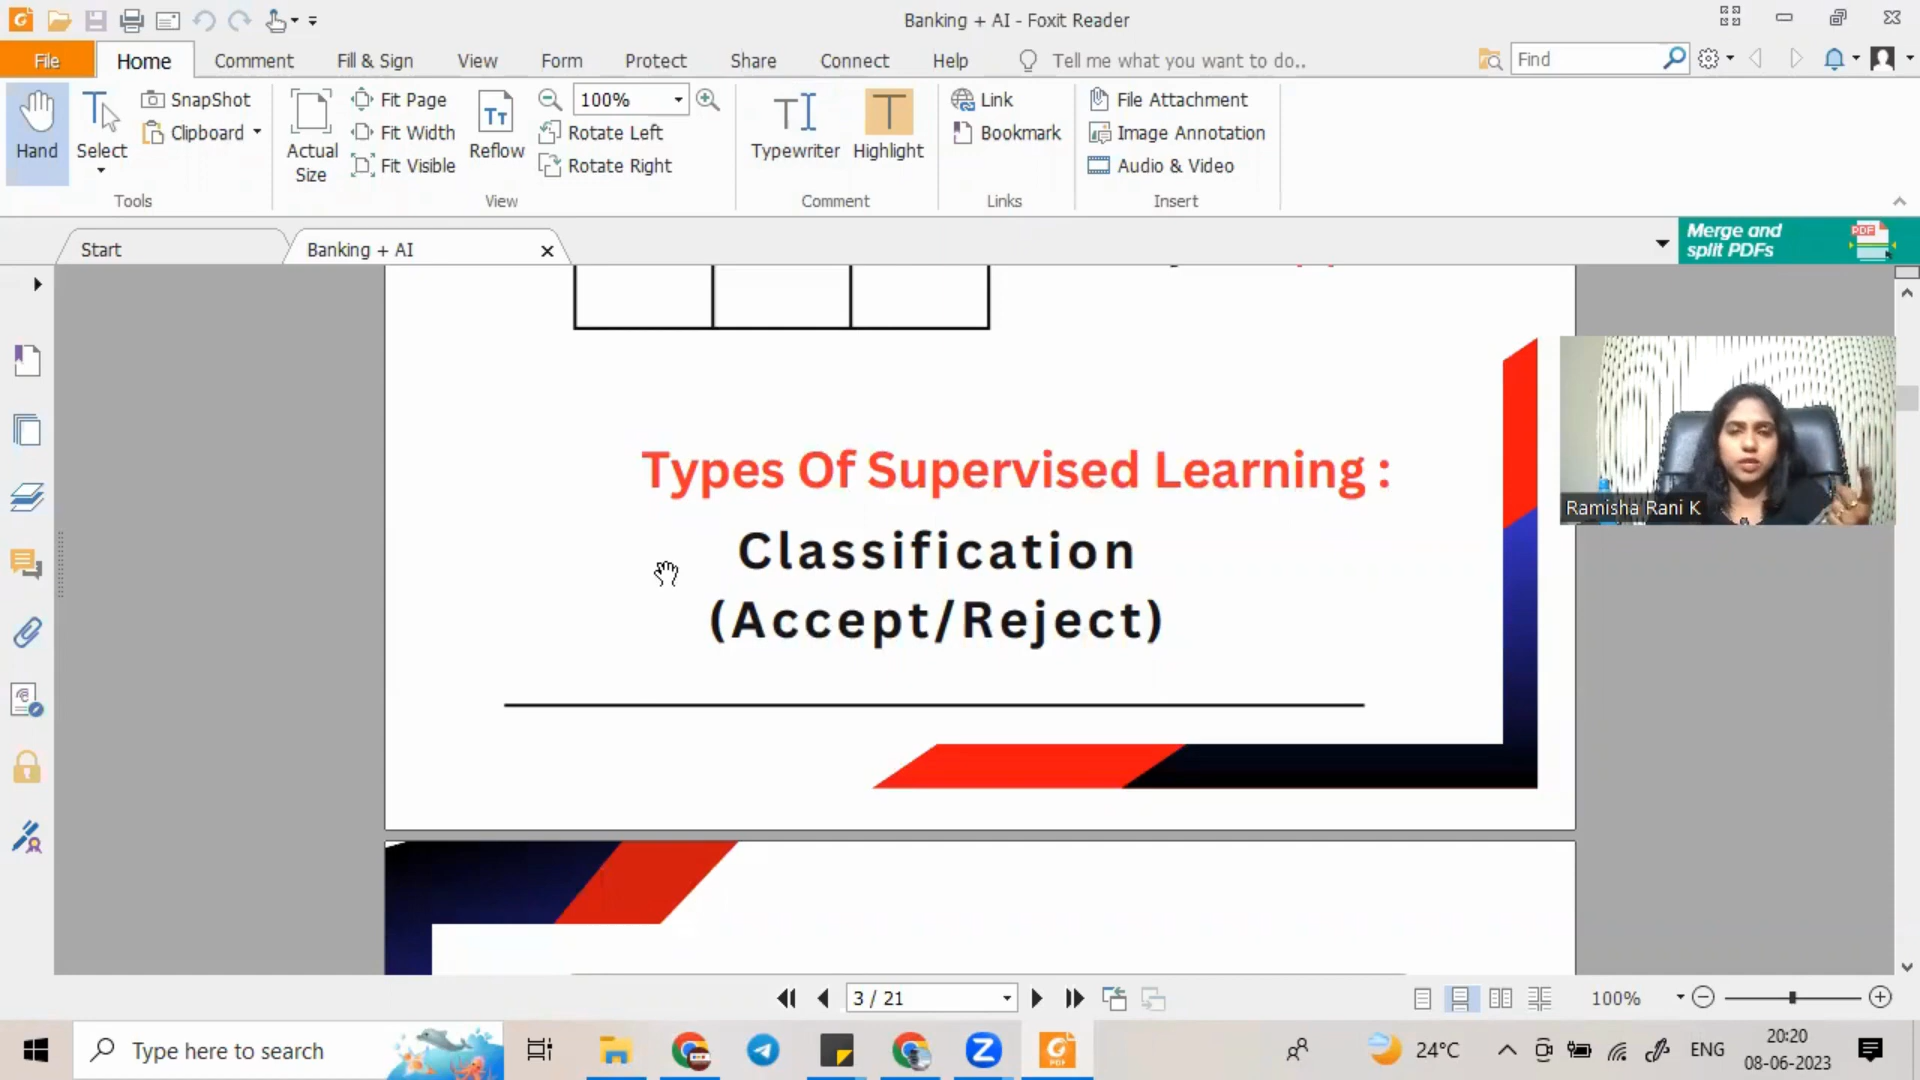 Banking + AI - Foxit Reader
File Home Comment Fill & Sign View Form Protect Share Connect Help Tell me what you want to do.. Find
Hand
Select
SnapShot
Clipboard
Tools
Actual
Size
Fit Page
Fit Width
Fit Visible
Reflow
100%
Rotate Left
Rotate Right
View
Typewriter
Highlight
Comment
Link
Bookmark
Links
File Attachment
Image Annotation
Audio & Video
Insert
Start
Banking + AI
Merge and
split PDFs
PDF
Types Of Supervised Learning :
Classification
(Accept/Reject)
Ramisha Rani K
3 / 21
100%
Type here to search
24°C
ENG
20:20
08-06-2023